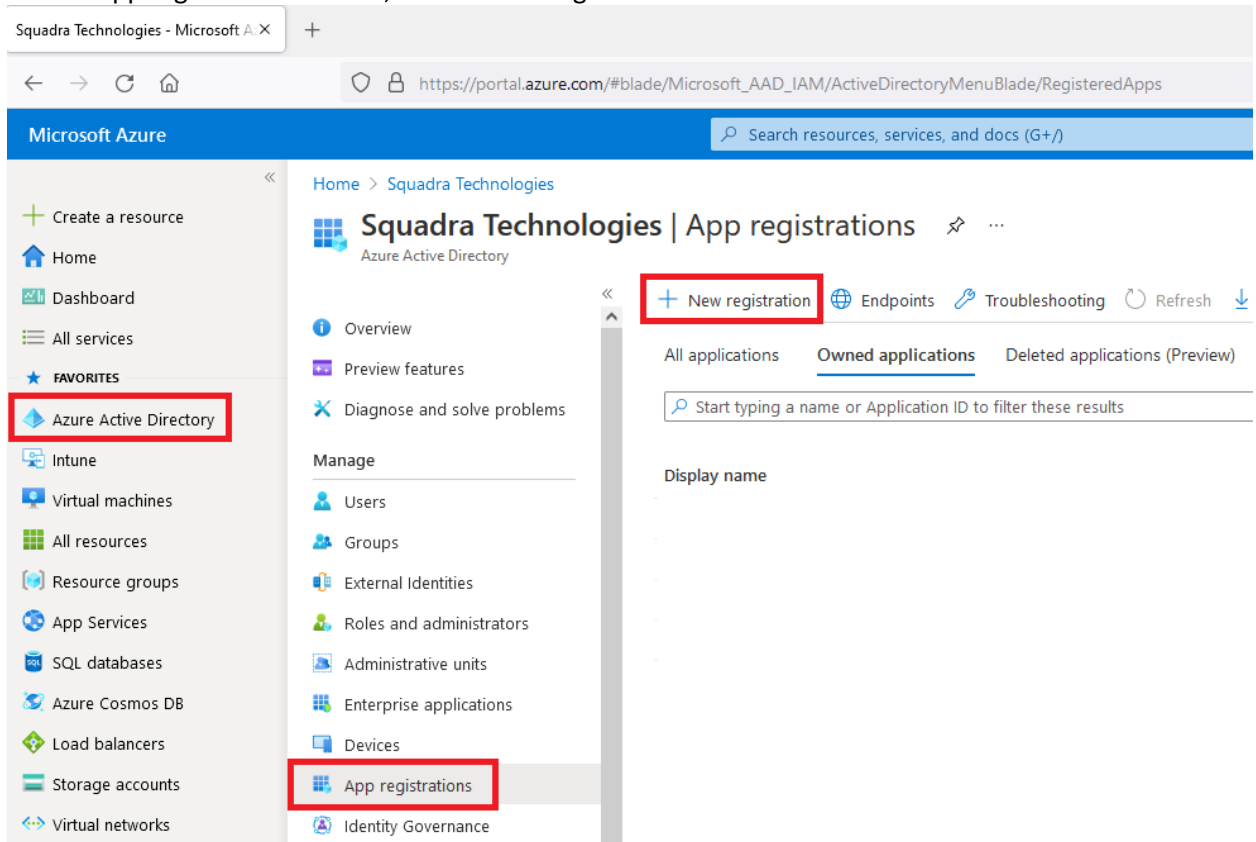 Squadra Technologies - Microsoft A
https://portal.azure.com/#blade/Microsoft_AAD_IAM/ActiveDirectoryMenuBlade/RegisteredApps
Microsoft Azure
Search resources, services, and docs (G+/)
Create a resource
Home
Dashboard
All services
FAVORITES
Azure Active Directory
Intune
Virtual machines
All resources
Resource groups
App Services
SQL databases
Azure Cosmos DB
Load balancers
Storage accounts
Virtual networks
Home > Squadra Technologies
Squadra Technologies | App registrations
Azure Active Directory
Overview
Preview features
Diagnose and solve problems
Manage
Users
Groups
External Identities
Roles and administrators
Administrative units
Enterprise applications
Devices
App registrations
Identity Governance
New registration Endpoints Troubleshooting Refresh
All applications Owned applications Deleted applications (Preview)
Start typing a name or Application ID to filter these results
Display name